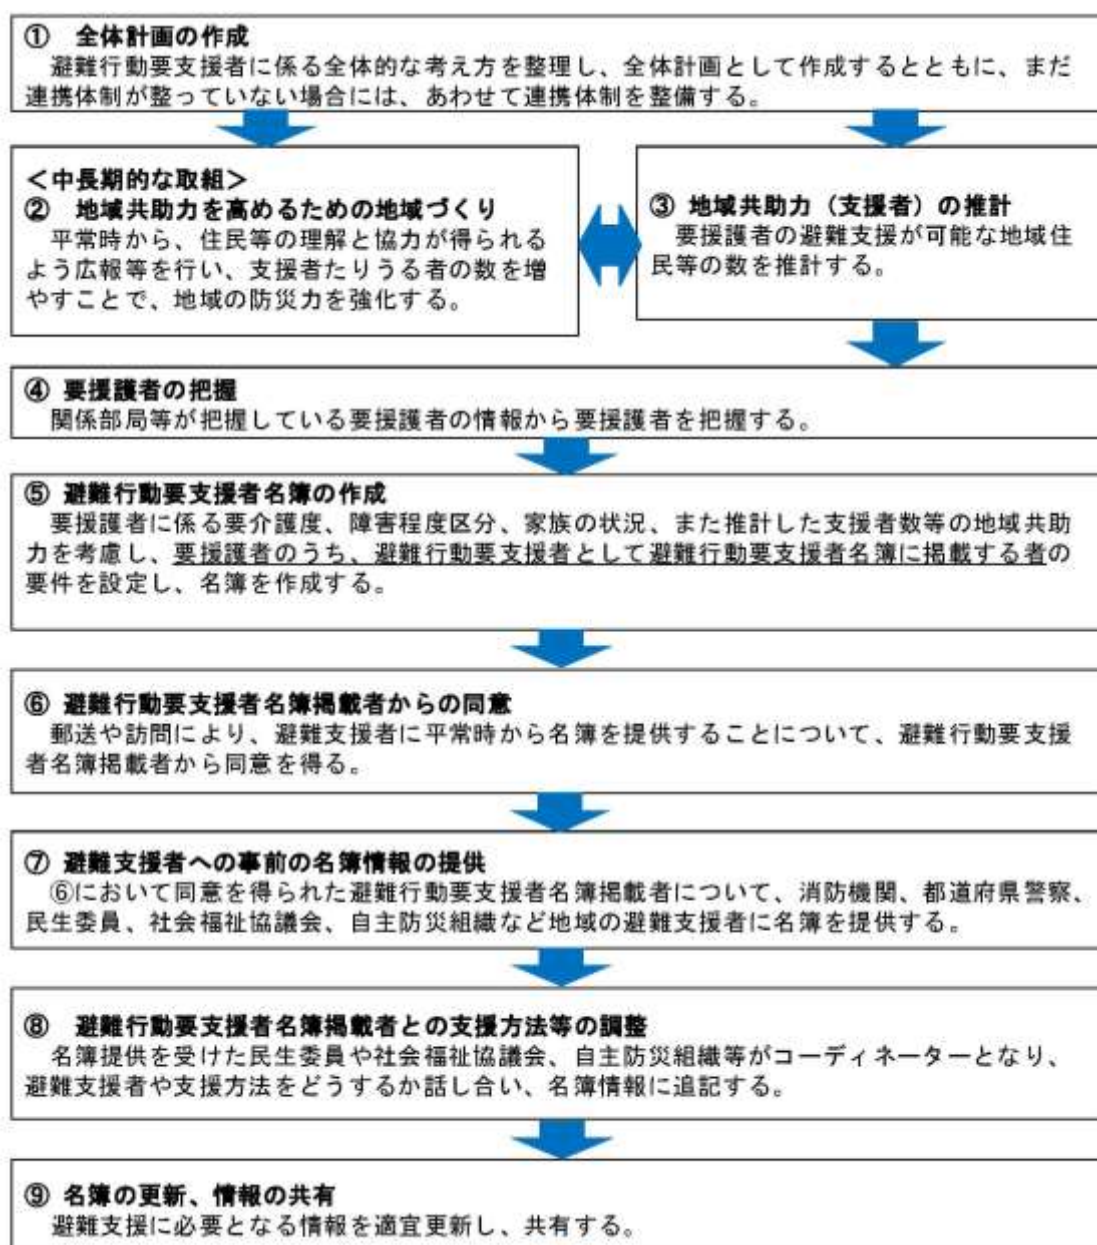 ① 全体計画の作成
避難行動要支援者に係る全体的な考え方を整理し、全体計画として作成するとともに、まだ
連携体制が整っていない場合には、あわせて連携体制を整備する。
＜中長期的な取組＞
② 地域共助力を高めるための地域づくり
平常時から、住民等の理解と協力が得られる
よう広報等を行い、支援者たりうる者の数を増
やすことで、地域の防災力を強化する。
③ 地域共助力（支援者）の推計
要援護者の避難支援が可能な地域住
民等の数を推計する。
④ 要援護者の把握
関係部局等が把握している要援護者の情報から要援護者を把握する。
⑤ 避難行動要支援者名簿の作成
要援護者に係る要介護度、障害程度区分、家族の状況、また推計した支援者数等の地域共助
力を考慮し、要援護者のうち、避難行動要支援者として避難行動要支援者名簿に掲載する者の
要件を設定し、名簿を作成する。
⑥ 避難行動要支援者名簿掲載者からの同意
郵送や訪問により、避難支援者に平常時から名簿を提供することについて、避難行動要支援
者名簿掲載者から同意を得る。
⑦ 避難支援者への事前の名簿情報の提供
⑥において同意を得られた避難行動要支援者名簿掲載者について、消防機関、都道府県警察、
民生委員、社会福祉協議会、自主防災組織など地域の避難支援者に名簿を提供する。
⑧ 避難行動要支援者名簿掲載者との支援方法等の調整
名簿提供を受けた民生委員や社会福祉協議会、自主防災組織等がコーディネーターとなり、
避難支援者や支援方法をどうするか話し合い、名簿情報に追記する。
⑨ 名簿の更新、情報の共有
避難支援に必要となる情報を適宜更新し、共有する。